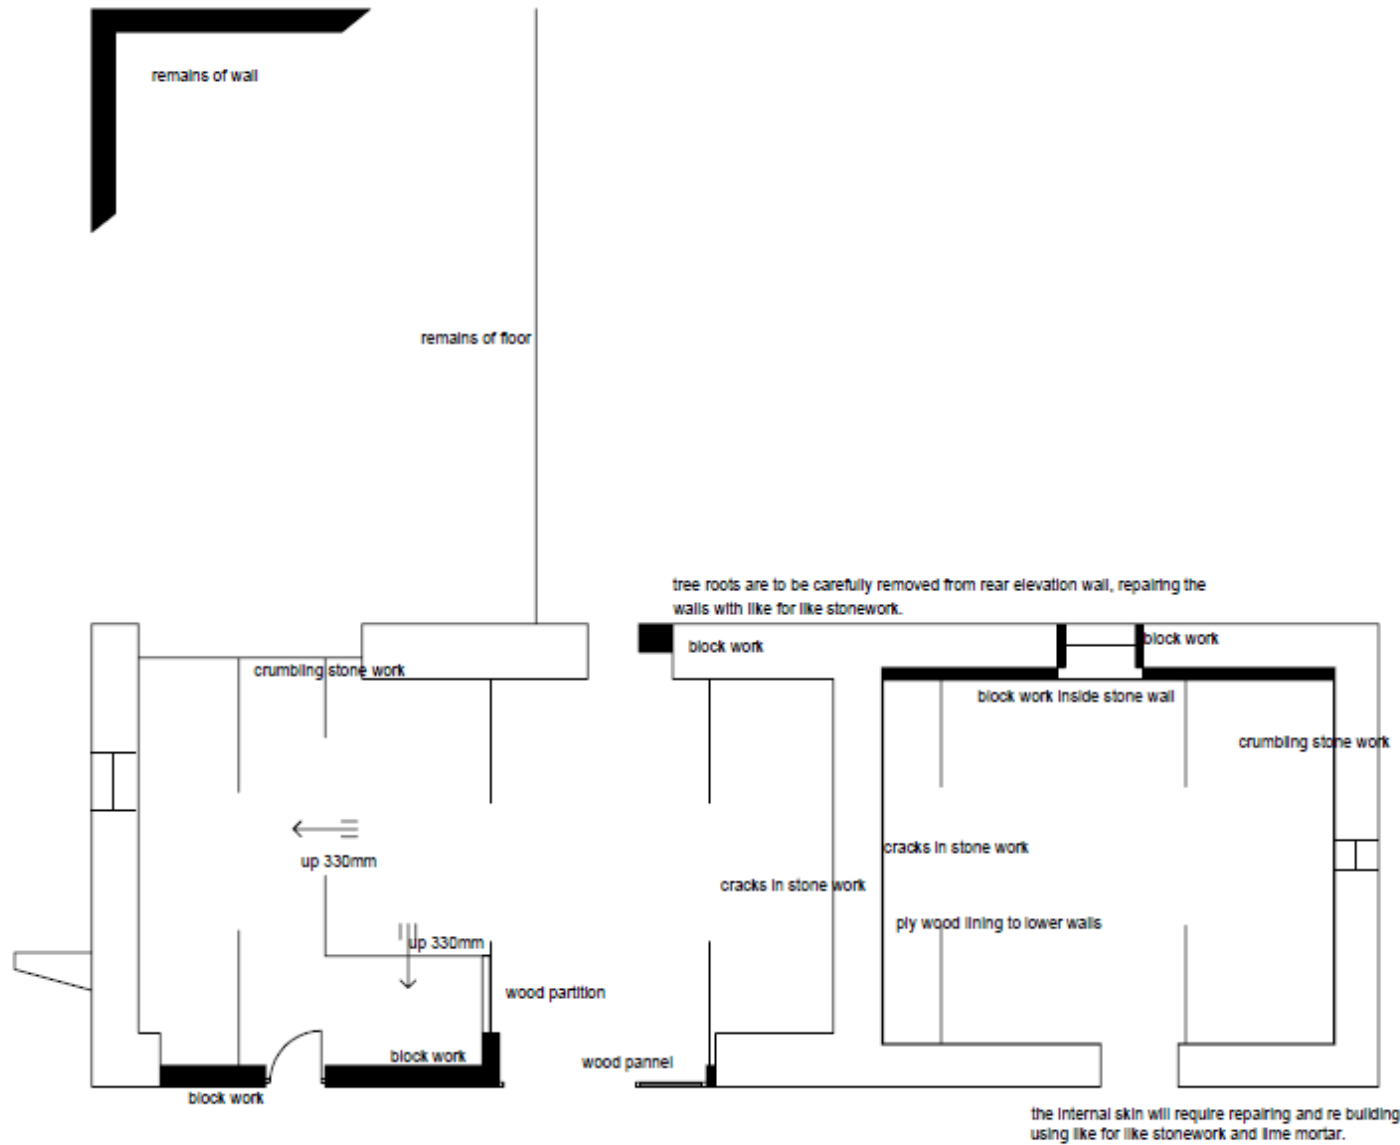 remains of wall
remains of floor
tree roots are to be carefully removed from rear elevation wall, repairing the
walls with like for like stonework.
block work
block work
crumbling stone work
block work inside stone wall
crumbling stone work
cracks in stone work
up 330mm
cracks in stone work
ply wood lining to lower walls
up 330mm
wood partition
block work
wood pannel
block work
the internal skin will require repairing and re building
using like for like stonework and lime mortar.